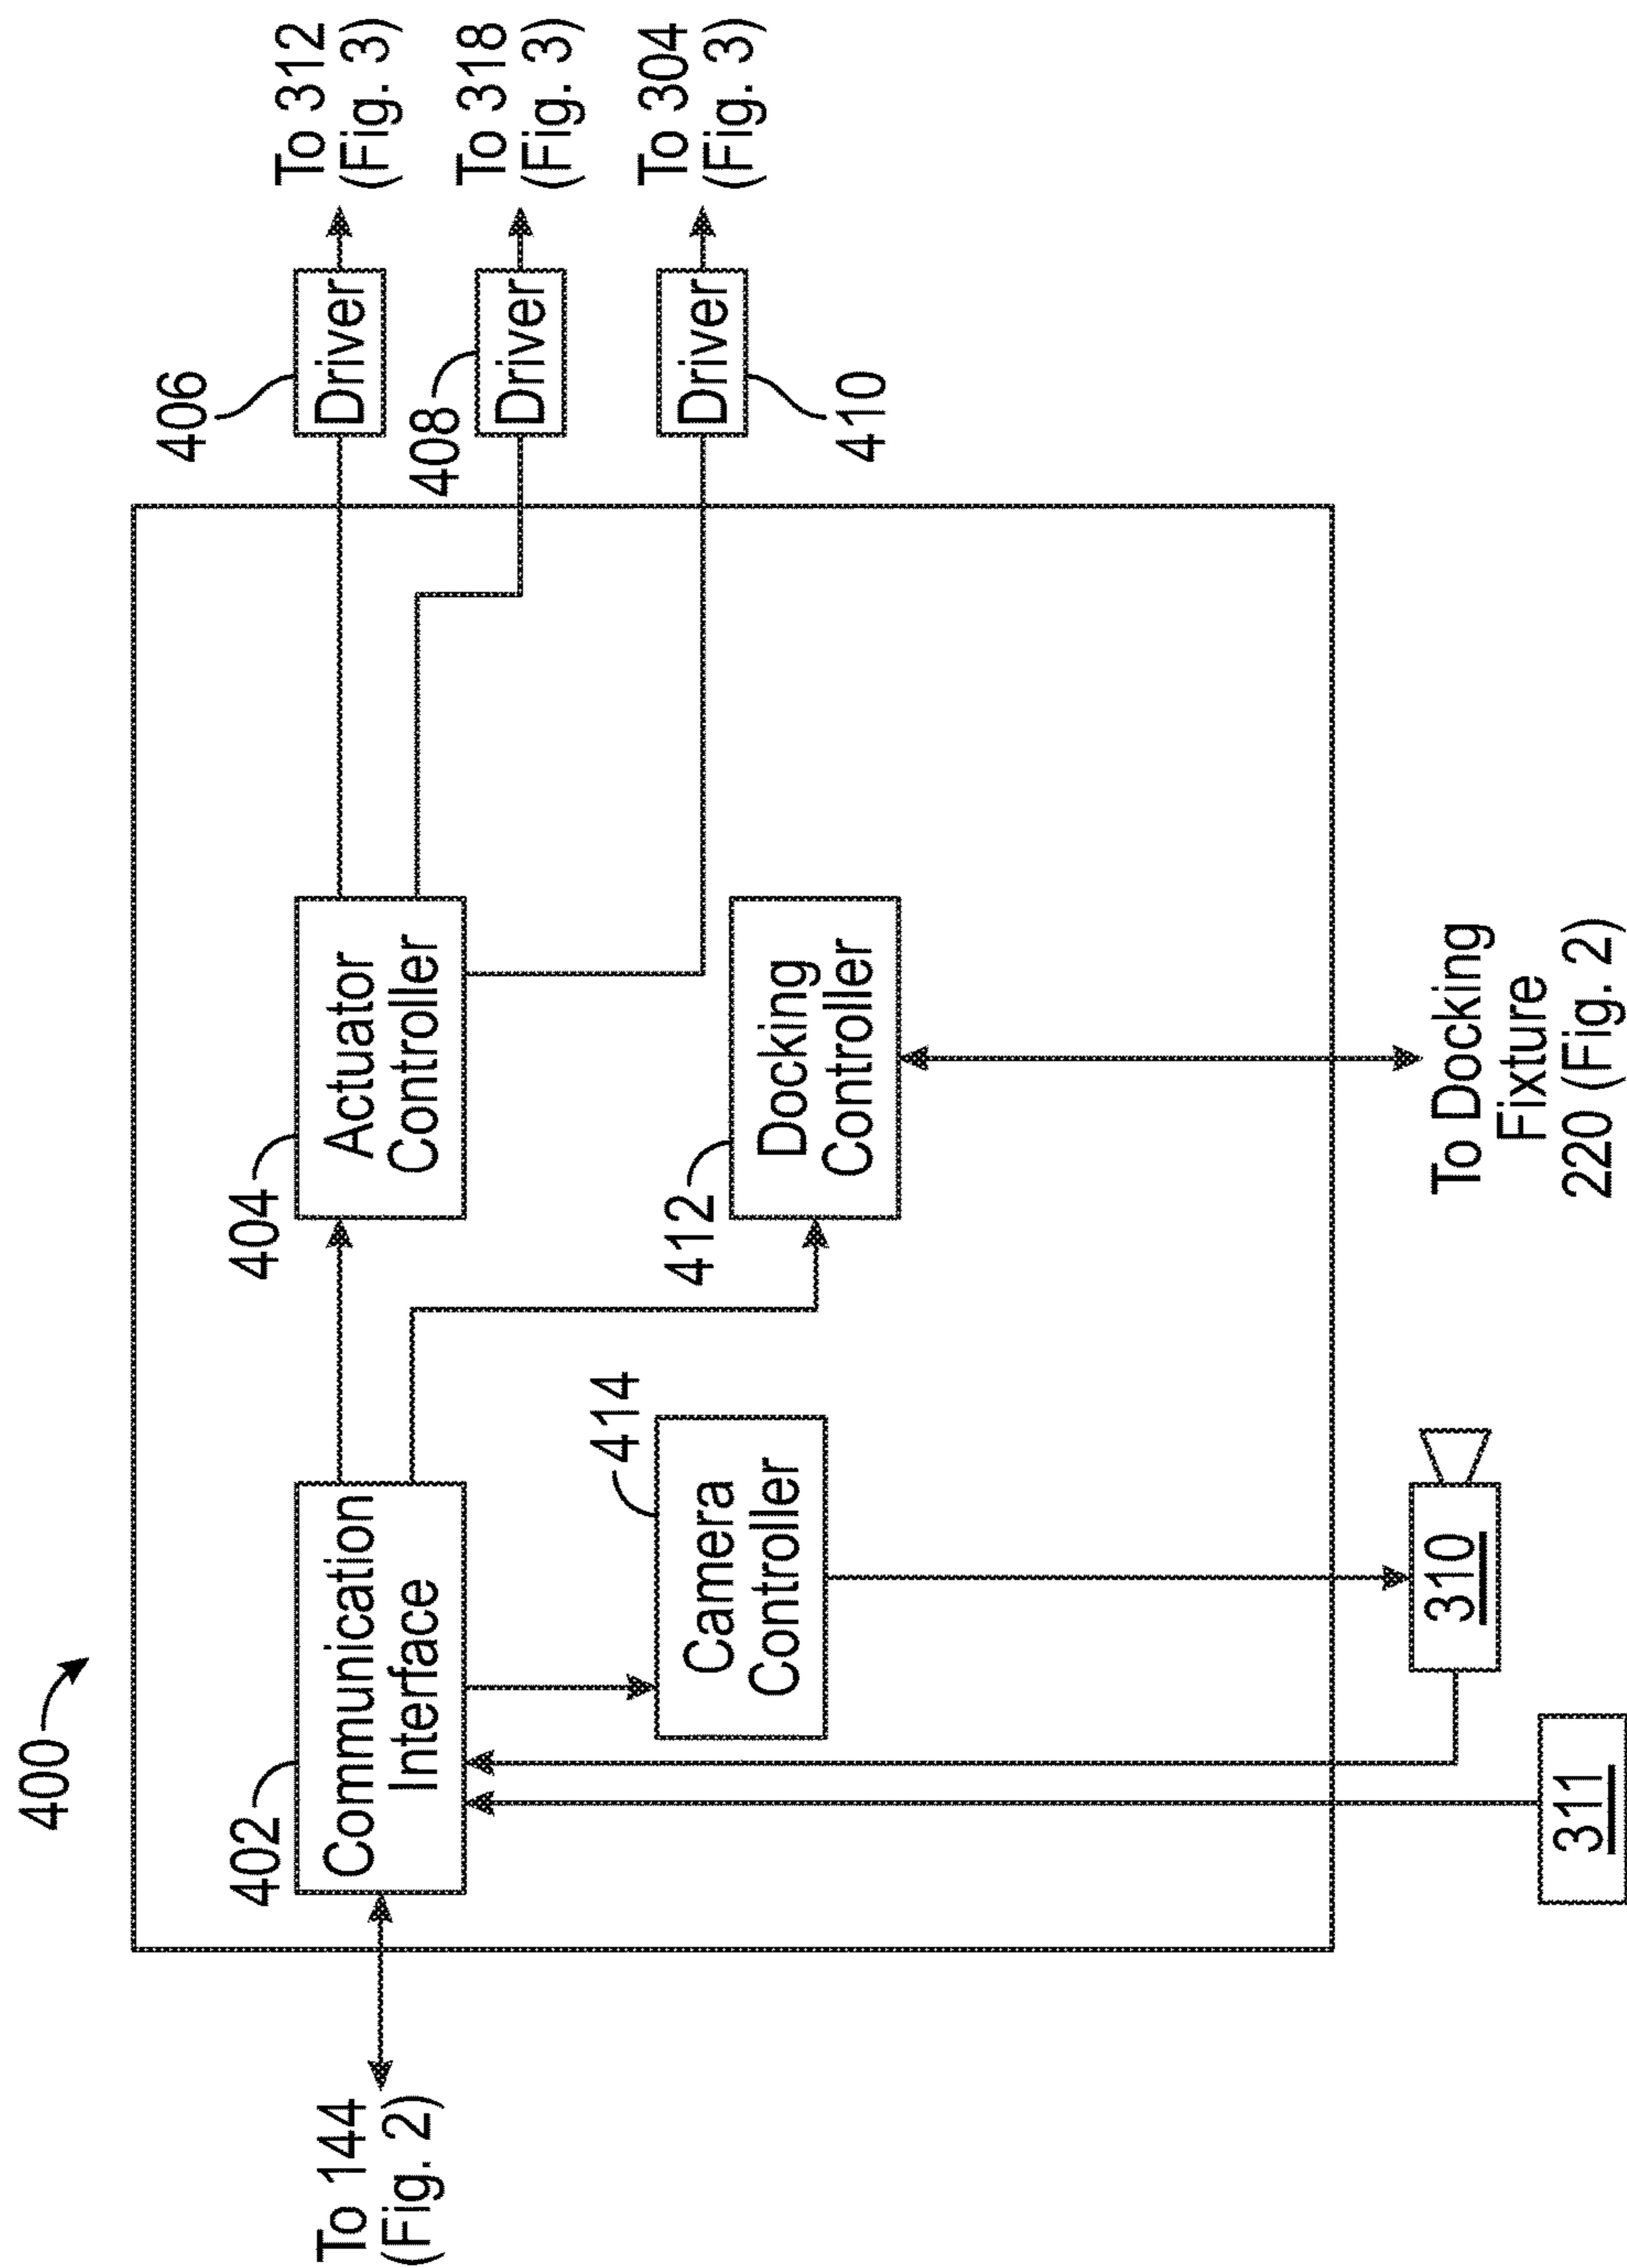 400
402
Communication
Interface
404
Actuator
Controller
406
Driver
To 312
(Fig. 3)
408
Driver
To 318
(Fig. 3)
410
Driver
To 304
(Fig. 3)
To 144
(Fig. 2)
414
Camera
Controller
412
Docking
Controller
310
311
To Docking
Fixture
220 (Fig. 2)